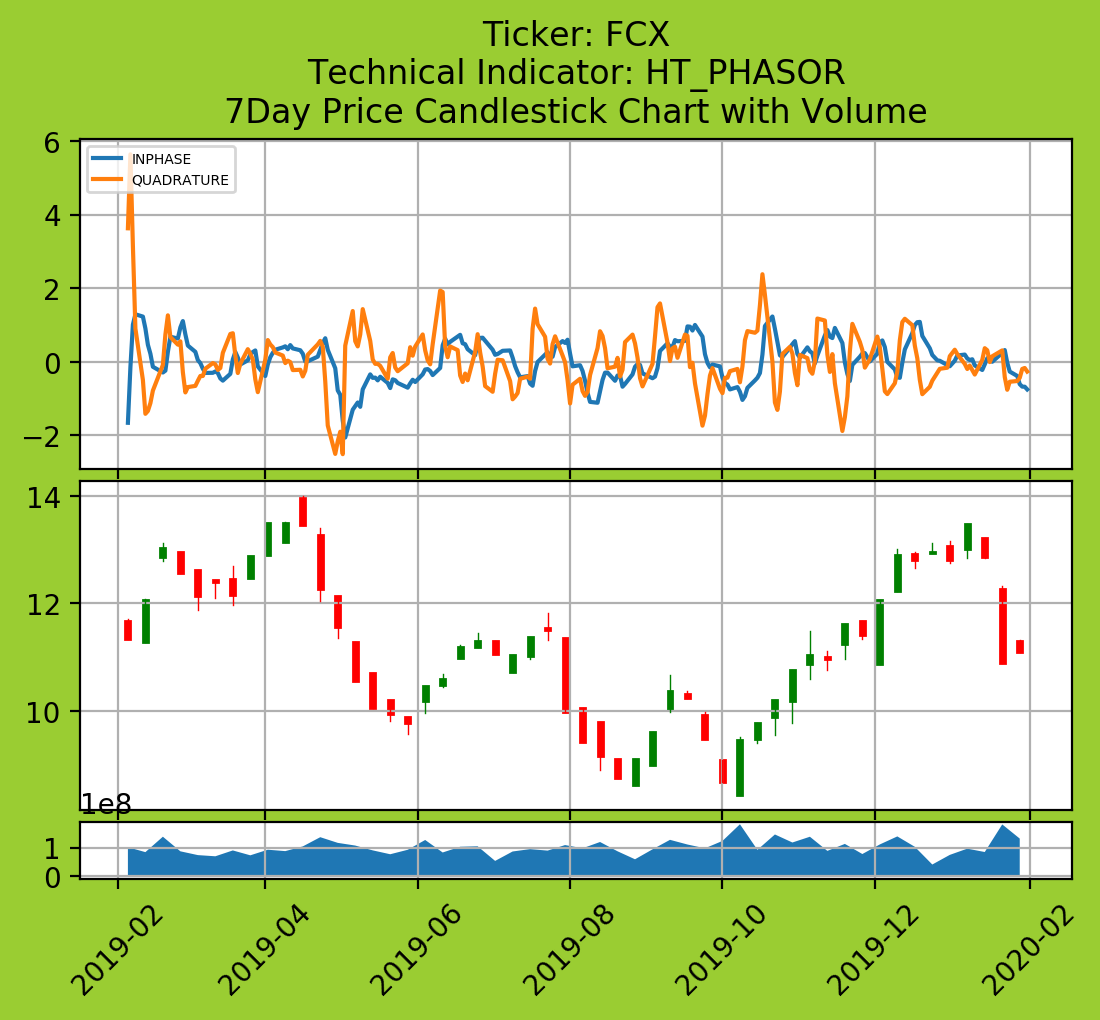 Ticker: FCX
Technical Indicator: HT_PHASOR
7Day Price Candlestick Chart with Volume
INPHASE
QUADRATURE
6
4
2
0
−2
14
12
10
1e8
1
0
2019-02
2019-04
2019-06
2019-08
2019-10
2019-12
2020-02